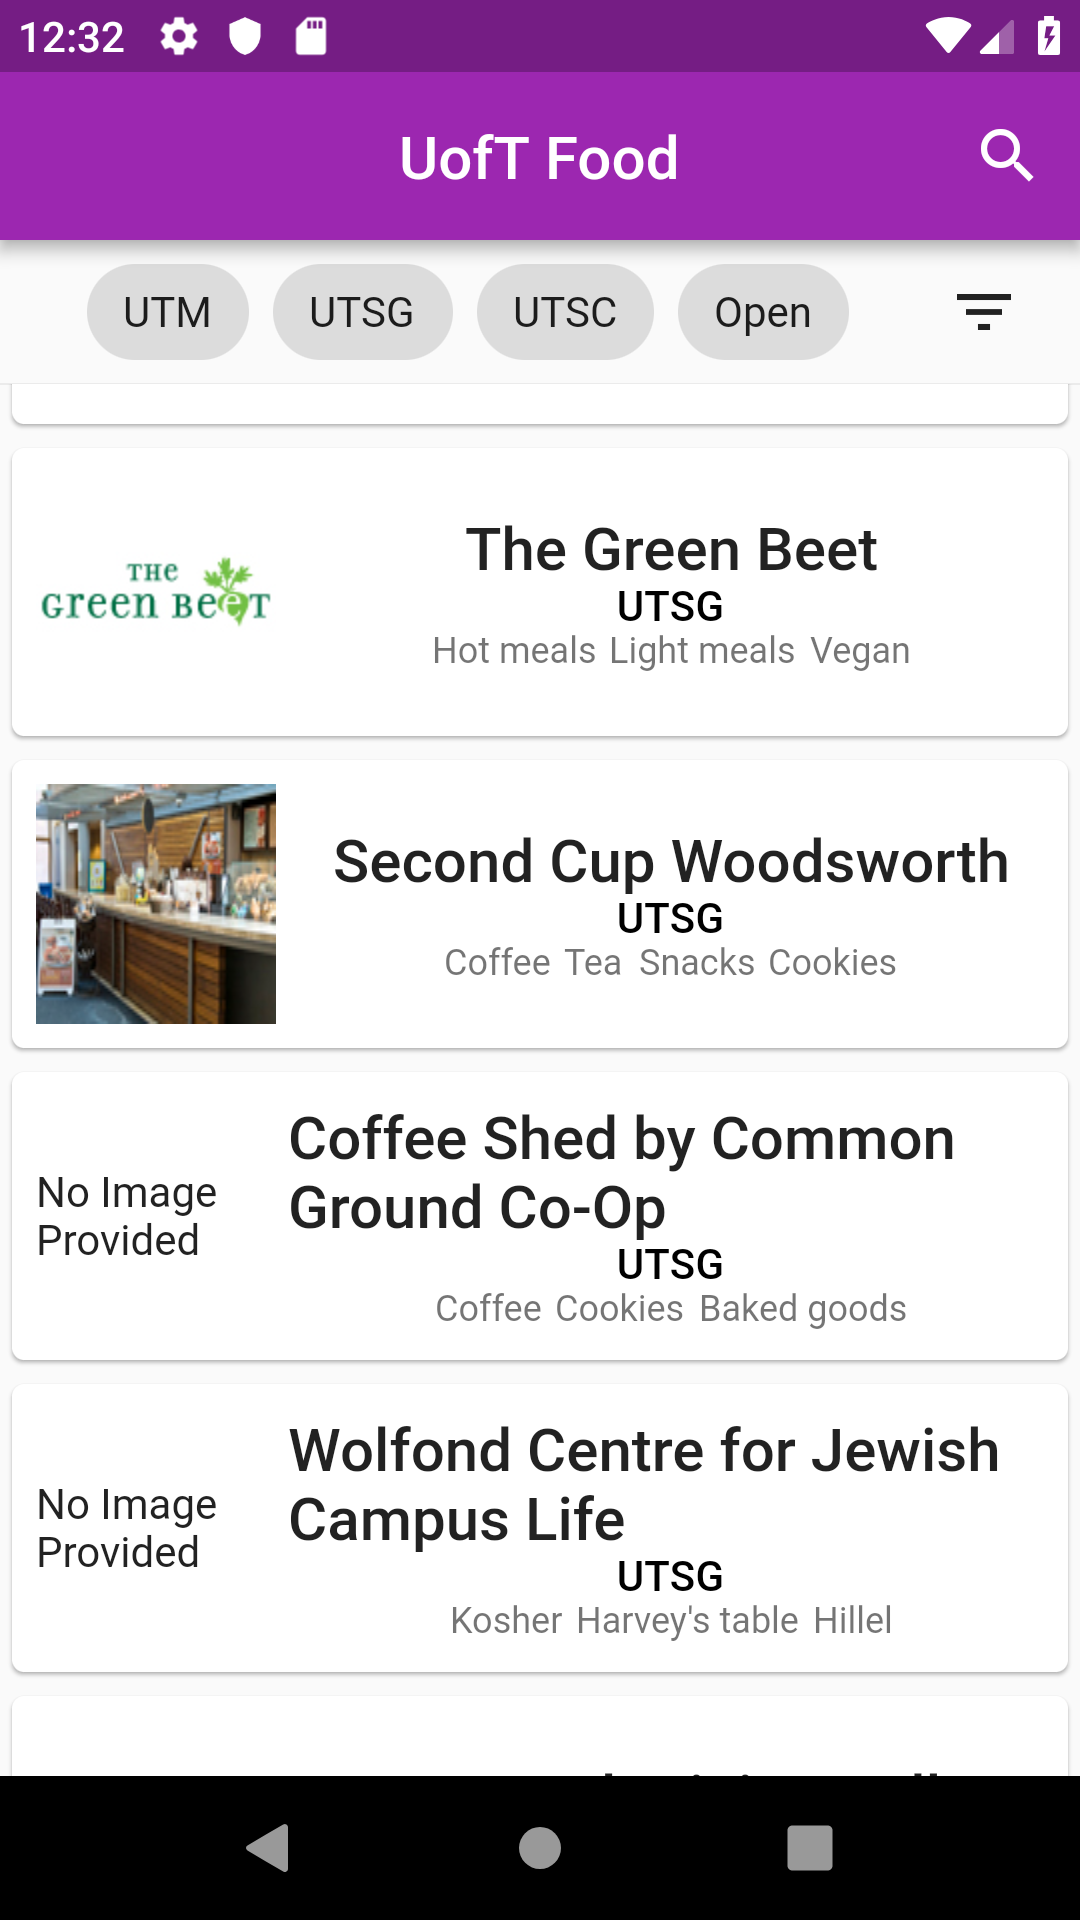 12:32
UofT Food
UTM UTSG UTSC Open
The Green Beet
THE
Green BeeT
UTSG
Hot meals Light meals Vegan
Second Cup Woodsworth
UTSG
Coffee Tea Snacks Cookies
Coffee Shed by Common
Ground Co-Op
No Image
Provided
UTSG
Coffee Cookies Baked goods
Wolfond Centre for Jewish
Campus Life
No Image
Provided
UTSG
Kosher Harvey's table Hillel